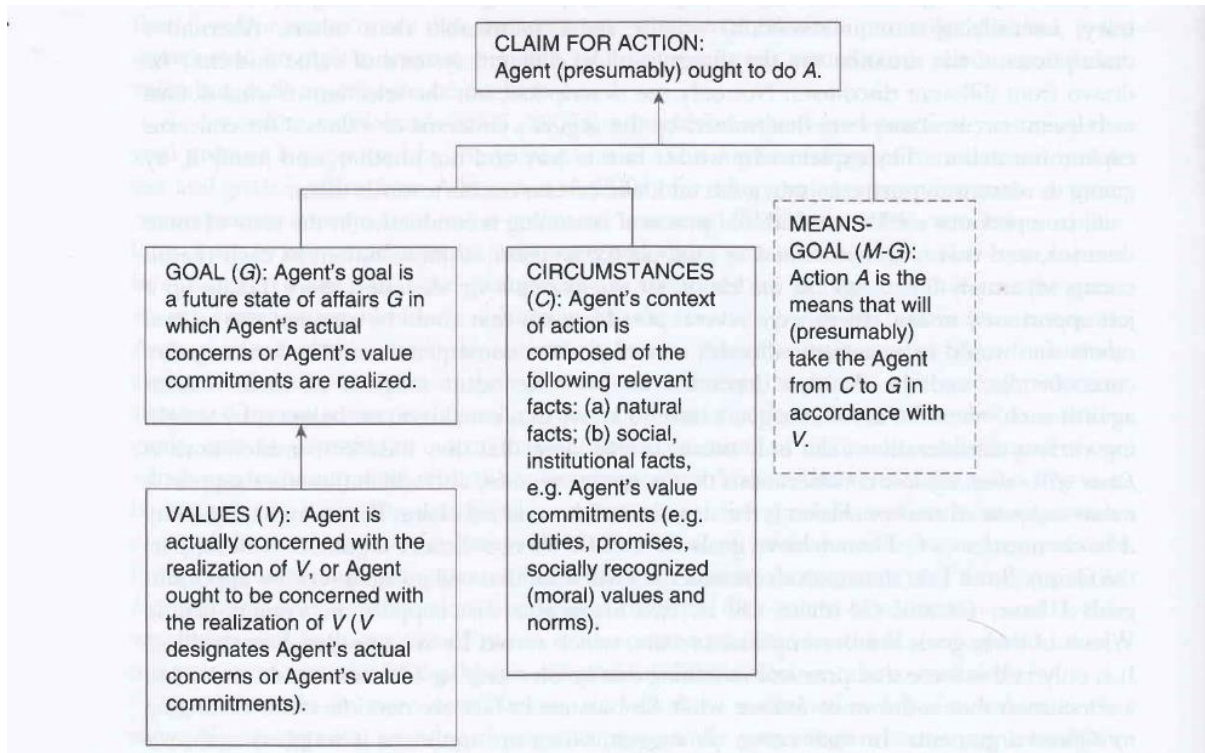 CLAIM FOR ACTION:
Agent (presumably) ought to do A.
GOAL (G): Agent's goal is
a future state of affairs G in
which Agent's actual
concerns or Agent's value
commitments are realized.
VALUES (V): Agent is
actually concerned with the
realization of V, or Agent
ought to be concerned with
the realization of V (V
designates Agent's actual
concerns or Agent's value
commitments).
CIRCUMSTANCES
(C): Agent's context
of action is
composed of the
following relevant
facts: (a) natural
facts; (b) social,
institutional facts,
e.g. Agent's value
commitments (e.g.
duties, promises,
socially recognized
(moral) values and
norms).
MEANS-
GOAL (M-G):
Action A is the
means that will
(presumably)
take the Agent
from C to G in
accordance with
V.